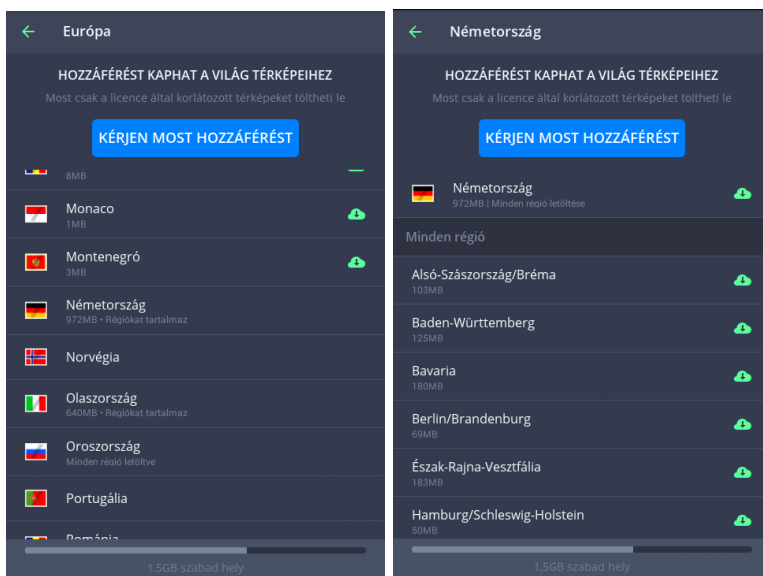 Európa
HOZZÁFÉRÉST KAPHAT A VILÁG TÉRKÉPEIHEZ
Most csak a licence által korlátozott térképeket töltheti le
KÉRJEN MOST HOZZÁFÉRÉST
8MB
Monaco
1MB
Montenegró
3MB
Németország
972MB • Régiókat tartalmaz
Norvégia
Olaszország
640MB • Régiókat tartalmaz
Oroszország
Minden régió letöltve
Portugália
Románia
1,5GB szabad hely
Németország
HOZZÁFÉRÉST KAPHAT A VILÁG TÉRKÉPEIHEZ
Most csak a licence által korlátozott térképeket töltheti le
KÉRJEN MOST HOZZÁFÉRÉST
Németország
972MB | Minden régió letöltése
Minden régió
Alsó-Szászország/Bréma
103MB
Baden-Württemberg
125MB
Bavaria
180MB
Berlin/Brandenburg
69MB
Észak-Rajna-Vesztfália
183MB
Hamburg/Schleswig-Holstein
50MB
1,5GB szabad hely